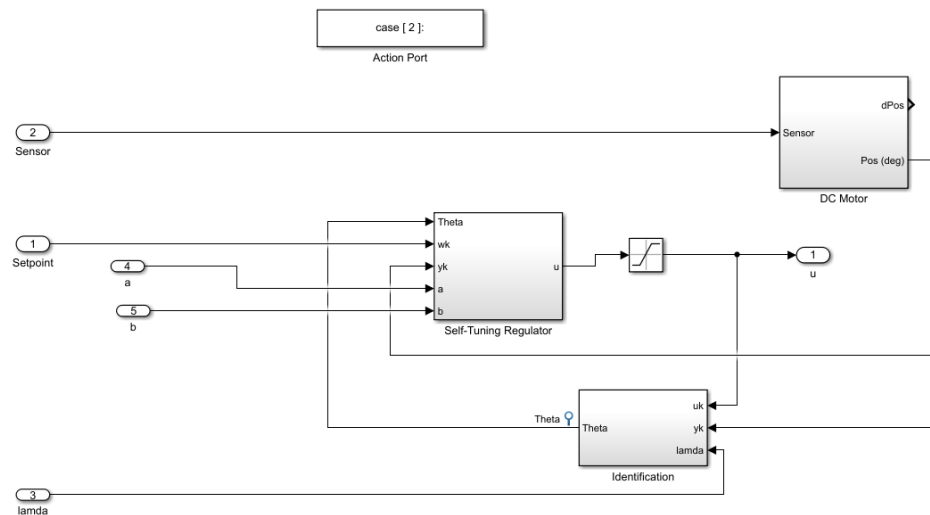 case [ 2 ]:
Action Port
dPos
2
Sensor
Sensor
Pos (deg)
DC Motor
Theta
1
wk
Setpoint
4
yk
u
1
a
a
u
5
b
b
Self-Tuning Regulator
uk
Theta
Theta
yk
lamda
Identification
3
lamda